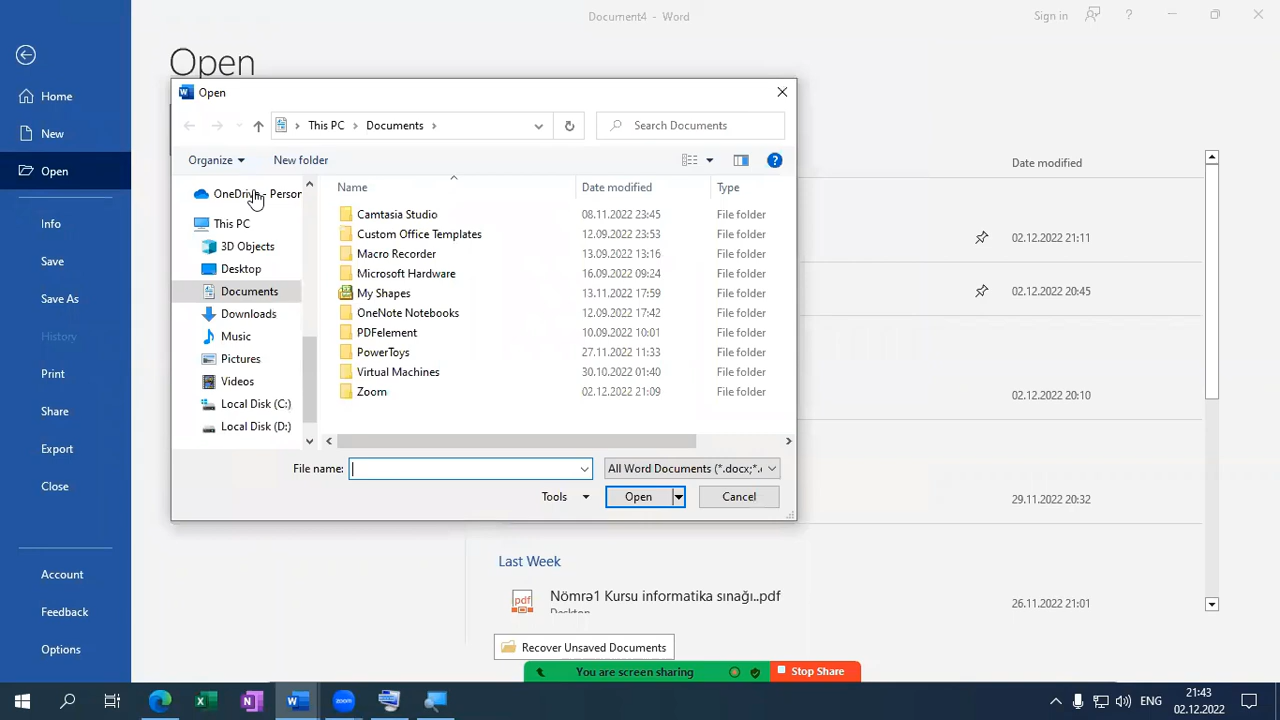 Document4 - Word
Sign in
?
Open
Home
New
Open
Info
Save
Save As
History
Print
Share
Export
Close
Account
Feedback
Options
Open
This PC > Documents >
Search Documents
Organize
New folder
Name Date modified Type
OneDrive - Person
This PC
3D Objects
Desktop
Documents
Downloads
Music
Pictures
Videos
Local Disk (C:)
Local Disk (D:)
Camtasia Studio 08.11.2022 23:45 File folder
Custom Office Templates 12.09.2022 23:53 File folder
Macro Recorder 13.09.2022 13:16 File folder
Microsoft Hardware 16.09.2022 09:24 File folder
My Shapes 13.11.2022 17:59 File folder
OneNote Notebooks 12.09.2022 17:42 File folder
PDFelement 10.09.2022 10:01 File folder
PowerToys 27.11.2022 11:33 File folder
Virtual Machines 30.10.2022 01:40 File folder
Zoom 02.12.2022 21:09 File folder
File name:
All Word Documents (*.docx;*.
Tools
Open
Cancel
Date modified
02.12.2022 21:11
02.12.2022 20:45
02.12.2022 20:10
29.11.2022 20:32
Last Week
Nömrə1 Kursu informatika sınağı..pdf
Desktop
26.11.2022 21:01
Recover Unsaved Documents
You are screen sharing
Stop Share
ENG
21:43
02.12.2022